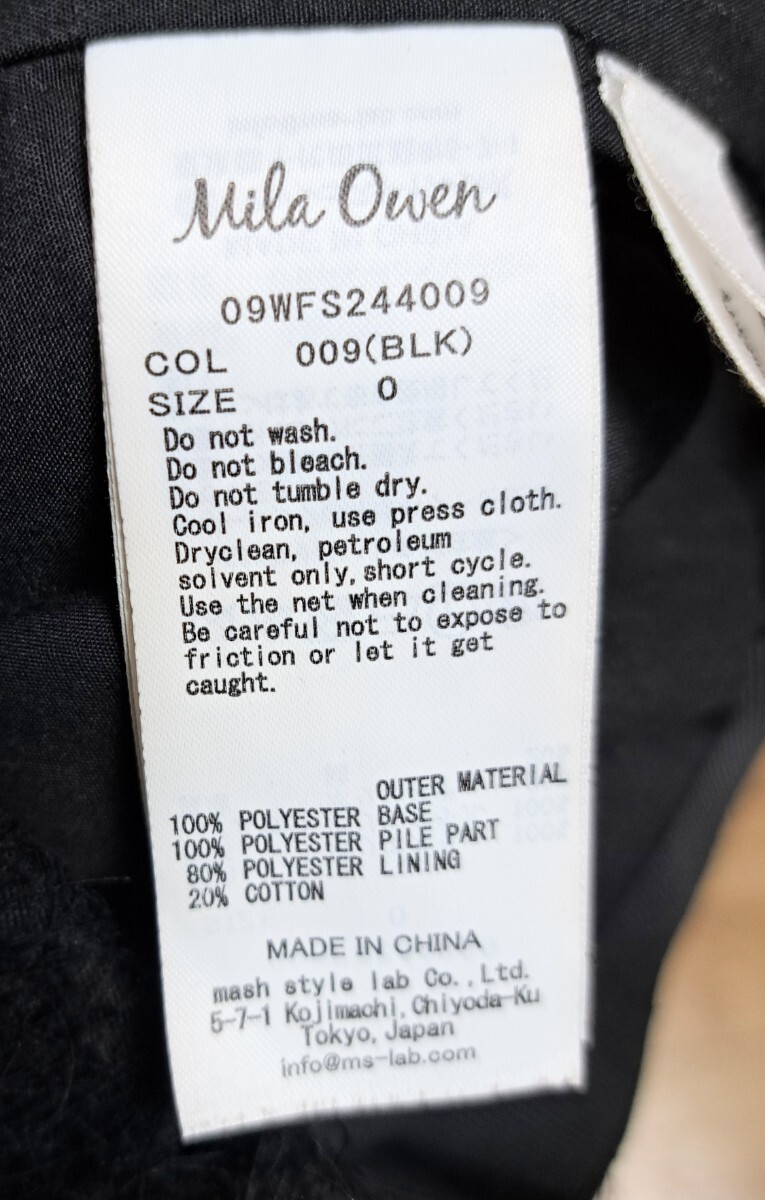 Mila Owen
09WFS244009
COL 009(BLK)
SIZE 0
Do not wash.
Do not bleach.
Do not tumble dry.
Cool iron, use press cloth.
Dryclean, petroleum
solvent only, short cycle.
Use the net when cleaning.
Be careful not to expose to
friction or let it get
caught.
OUTER MATERIAL
100% POLYESTER BASE
100% POLYESTER PILE PART
80% POLYESTER LINING
20% COTTON
MADE IN CHINA
mash style lab Co., Ltd.
5-7-1 Kojimachi, Chiyoda-Ku
Tokyo, Japan
info@ms-lab.com